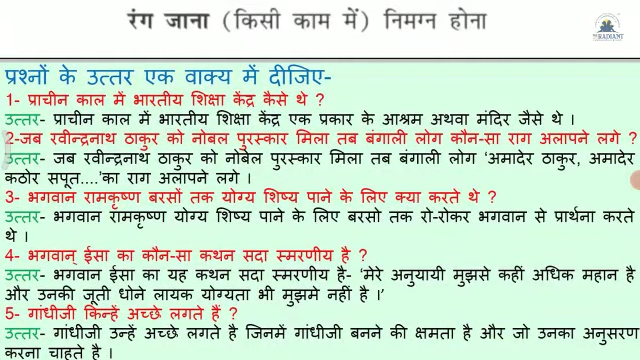 रंग जाना (किसी काम में) निमग्न होना
RADIANT
प्रश्नों के उत्तर एक वाक्य में दीजिए-
1- प्राचीन काल में भारतीय शिक्षा केंद्र कैसे थे ?
उत्तर- प्राचीन काल में भारतीय शिक्षा केंद्र एक प्रकार के आश्रम अथवा मंदिर जैसे थे ।
2-जब रवीन्द्रनाथ ठाकुर को नोबल पुरस्कार मिला तब बंगाली लोग कौन-सा राग अलापने लगे ?
उत्तर- जब रवीन्द्रनाथ ठाकुर को नोबेल पुरस्कार मिला तब बंगाली लोग 'अमादेर ठाकुर, अमादेर
कठोर सपूत....'का राग अलापने लगे ।
3- भगवान रामकृष्ण बरसों तक योग्य शिष्य पाने के लिए क्या करते थे ?
उत्तर- भगवान रामकृष्ण योग्य शिष्य पाने के लिए बरसो तक रो-रोकर भगवान से प्रार्थना करते
थे ।
4- भगवान् ईसा का कौन-सा कथन सदा स्मरणीय है ?
उत्तर- भगवान ईसा का यह कथन सदा स्मरणीय है- 'मेरे अनुयायी मुझसे कहीं अधिक महान है
और उनकी जूती धोने लायक योग्यता भी मुझमे नहीं है ।'
5- गांधीजी किन्हें अच्छे लगते हैं ?
उत्तर- गांधीजी उन्हें अच्छे लगते है जिनमें गांधीजी बनने की क्षमता है और जो उनका अनुसरण
करना चाहते है ।